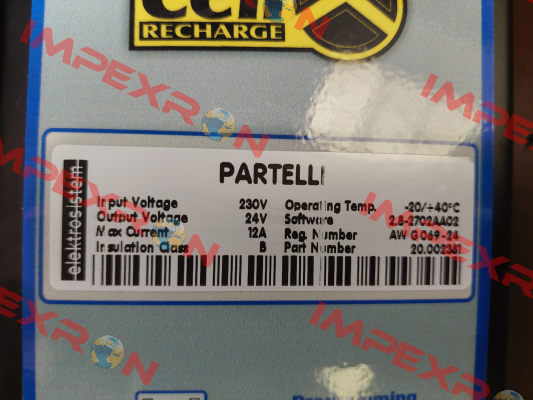 RECHARGE
PARTELLI
elektrosistem
Input Voltage 230V Operating Temp. -20/+40°C
Output Voltage 24V Software 2.8-2702AA02
Max Current 12A Reg. Number AW G 069-24
Insulation Class B Part Number 20.002381
IMPEXRON
IMPEXRON
IMPEXRON
IMPEXRON
IMPEXRON